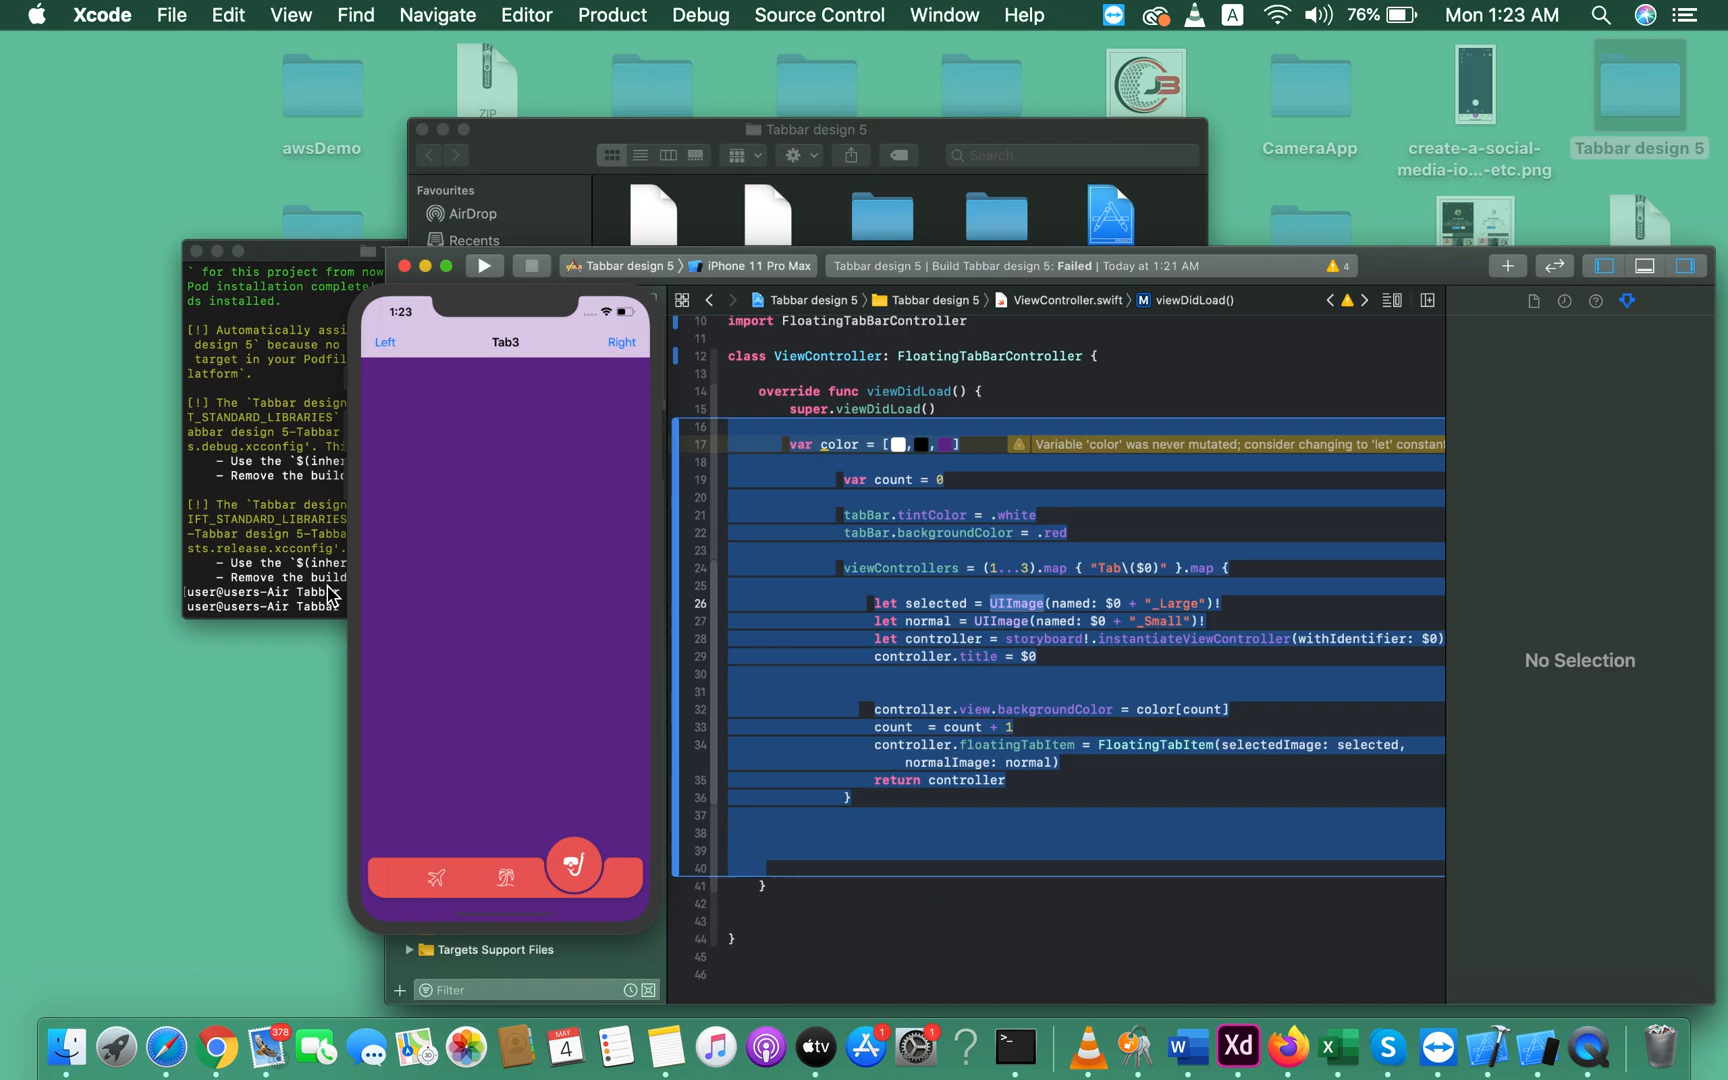 Xcode File Edit View Find Navigate Editor Product Debug Source Control Window Help A 76% Mon 1:23 AM
ZIP
awsDemo
CameraApp
create-a-social-
media-io...-etc.png
Tabbar design 5
JB
Tabbar design 5
Search
Favourites
AirDrop
Recents
` for this project from now
Pod installation complete!
ds installed.
[!] Automatically assi
design 5` because no
target in your Podfil
latform`.
[!] The `Tabbar design
T_STANDARD_LIBRARIES`
abbar design 5-Tabbar
s.debug.xcconfig'. Thi
- Use the `$(inher
- Remove the build
[!] The `Tabbar design
IFT_STANDARD_LIBRARIES
-Tabbar design 5-Tabba
sts.release.xcconfig'.
- Use the `$(inher
- Remove the build
[user@users-Air Tabbar
user@users-Air Tabbar
Tabbar design 5 iPhone 11 Pro Max
Tabbar design 5 | Build Tabbar design 5: Failed | Today at 1:21 AM
4
Tabbar design 5 Tabbar design 5 ViewController.swift M viewDidLoad()
1:23
Left Tab3 Right
10 import FloatingTabBarController
11
12 class ViewController: FloatingTabBarController {
13
14 override func viewDidLoad() {
15 super.viewDidLoad()
16
17 var color = [ , , ] Variable 'color' was never mutated; consider changing to 'let' constant
18
19 var count = 0
20
21 tabBar.tintColor = .white
22 tabBar.backgroundColor = .red
23
24 viewControllers = (1...3).map { "Tab\($0)" }.map {
25
26 let selected = UIImage(named: $0 + "_Large")!
27 let normal = UIImage(named: $0 + "_Small")!
28 let controller = storyboard!.instantiateViewController(withIdentifier: $0)
29 controller.title = $0
30
31
32 controller.view.backgroundColor = color[count]
33 count  = count + 1
34 controller.floatingTabItem = FloatingTabItem(selectedImage: selected,
normalImage: normal)
35 return controller
36 }
37
38
39
40
41 }
42
43
44 }
45
46
No Selection
Targets Support Files
Filter
378
MAY
4
tv
1
1
?
>_
W
Xd
X
S